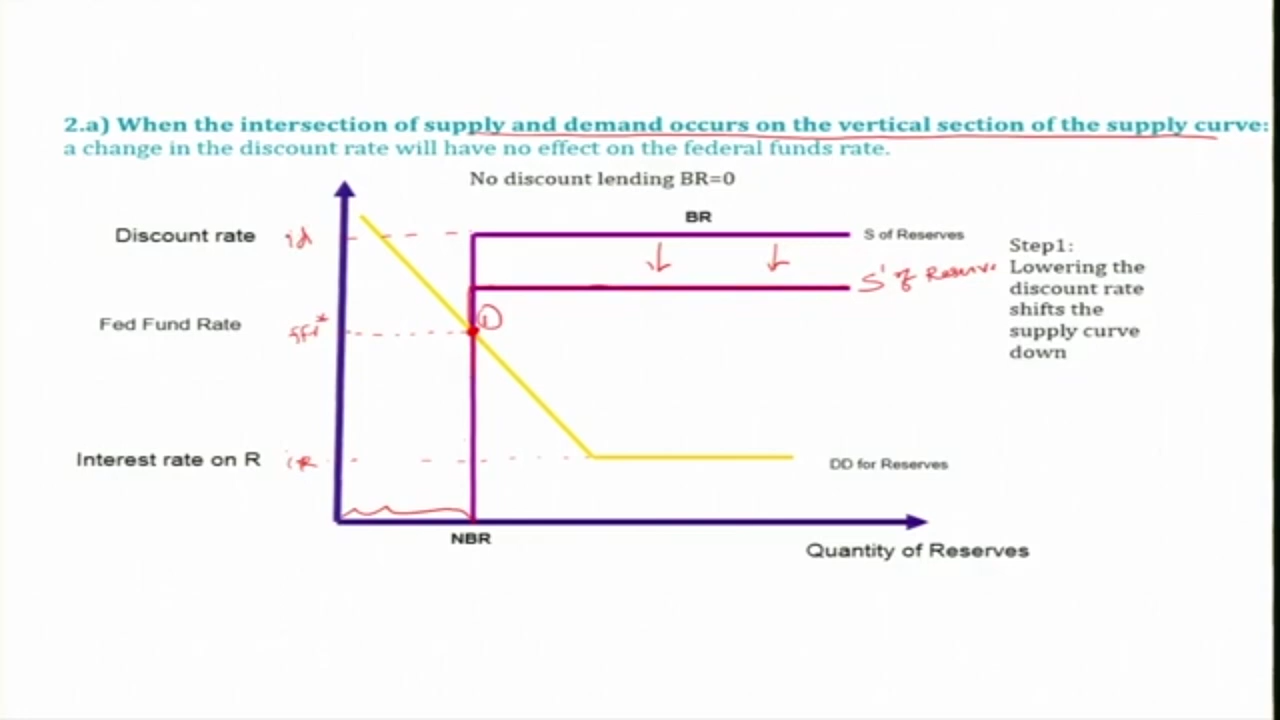 2.a) When the intersection of supply and demand occurs on the vertical section of the supply curve:
a change in the discount rate will have no effect on the federal funds rate.
No discount lending BR=0
BR
Discount rate id
S of Reserves
Step1:
Lowering the
discount rate
shifts the
supply curve
down
S' of Reserve
1
Fed Fund Rate ffr*
Interest rate on R iR
DD for Reserves
NBR
Quantity of Reserves